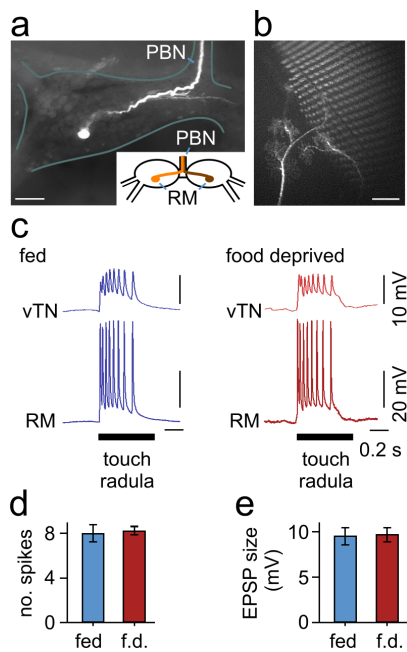 a
b
PBN
PBN
RM
c
fed
food deprived
vTN
vTN
10 mV
RM
RM
20 mV
0.2 s
touch
radula
touch
radula
d
e
no. spikes
8
0
fed
f.d.
EPSP size
(mV)
10
5
0
fed
f.d.